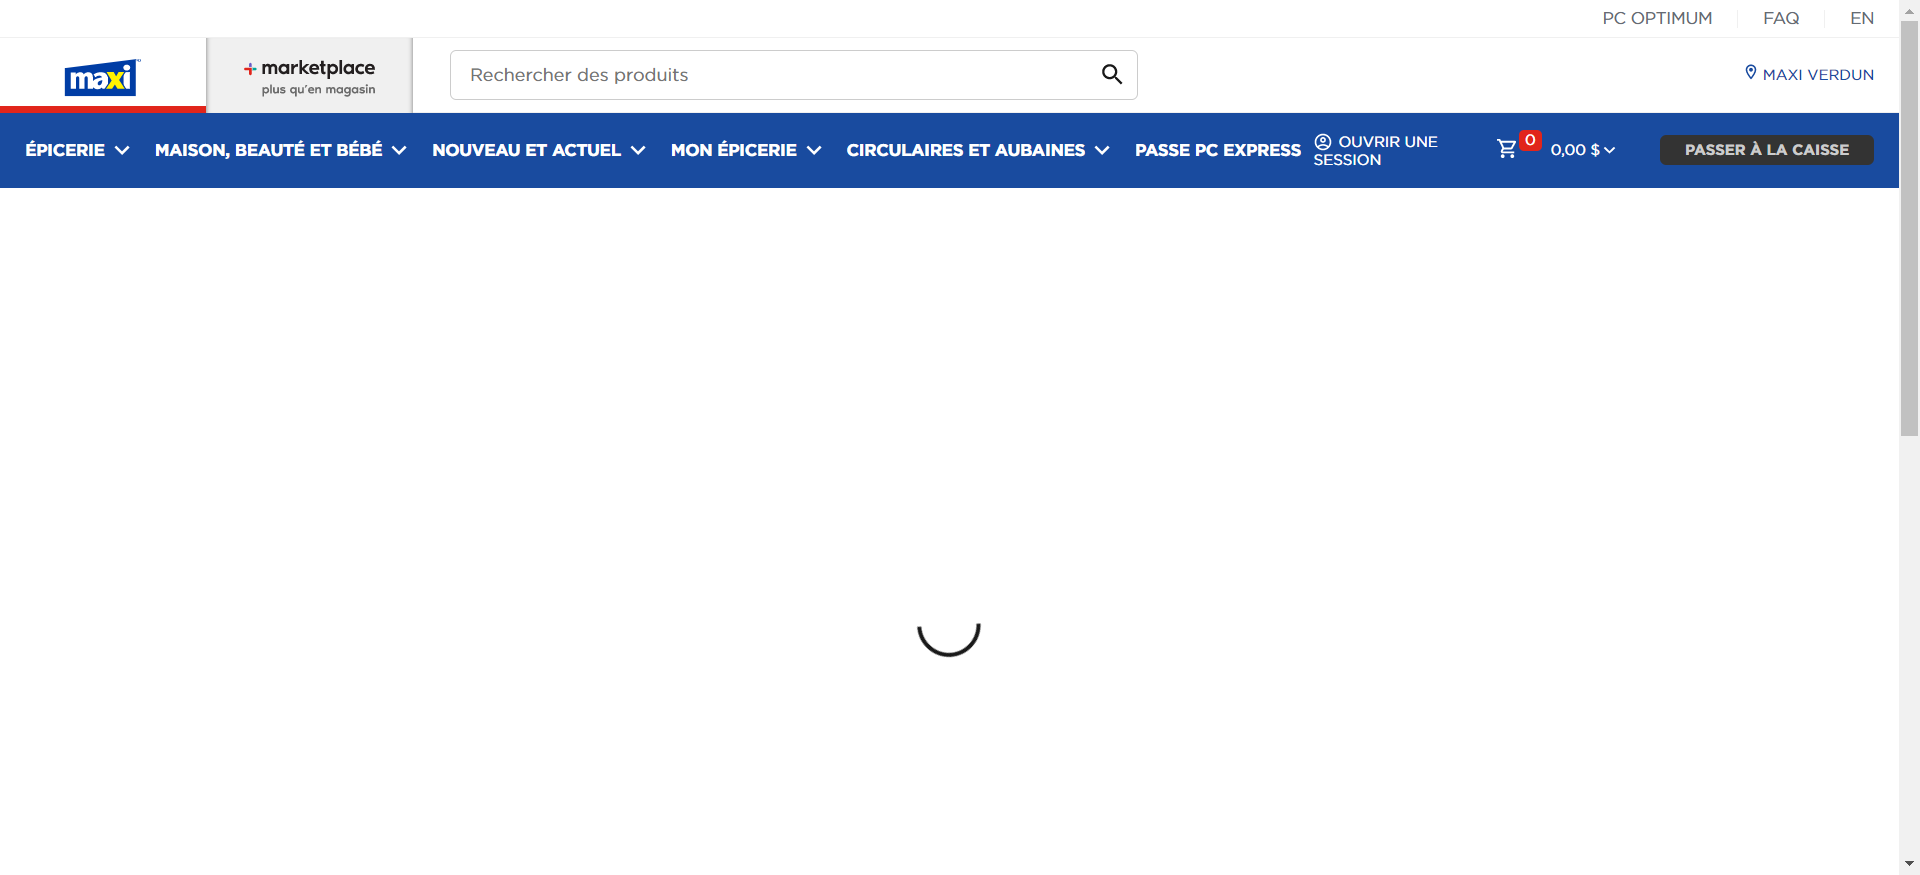 PC OPTIMUM
FAQ
EN
maxi
marketplace
plus qu'en magasin
Rechercher des produits
MAXI VERDUN
ÉPICERIE
MAISON, BEAUTÉ ET BÉBÉ
NOUVEAU ET ACTUEL
MON ÉPICERIE
CIRCULAIRES ET AUBAINES
PASSE PC EXPRESS
OUVRIR UNE
SESSION
0
0,00 $
PASSER À LA CAISSE